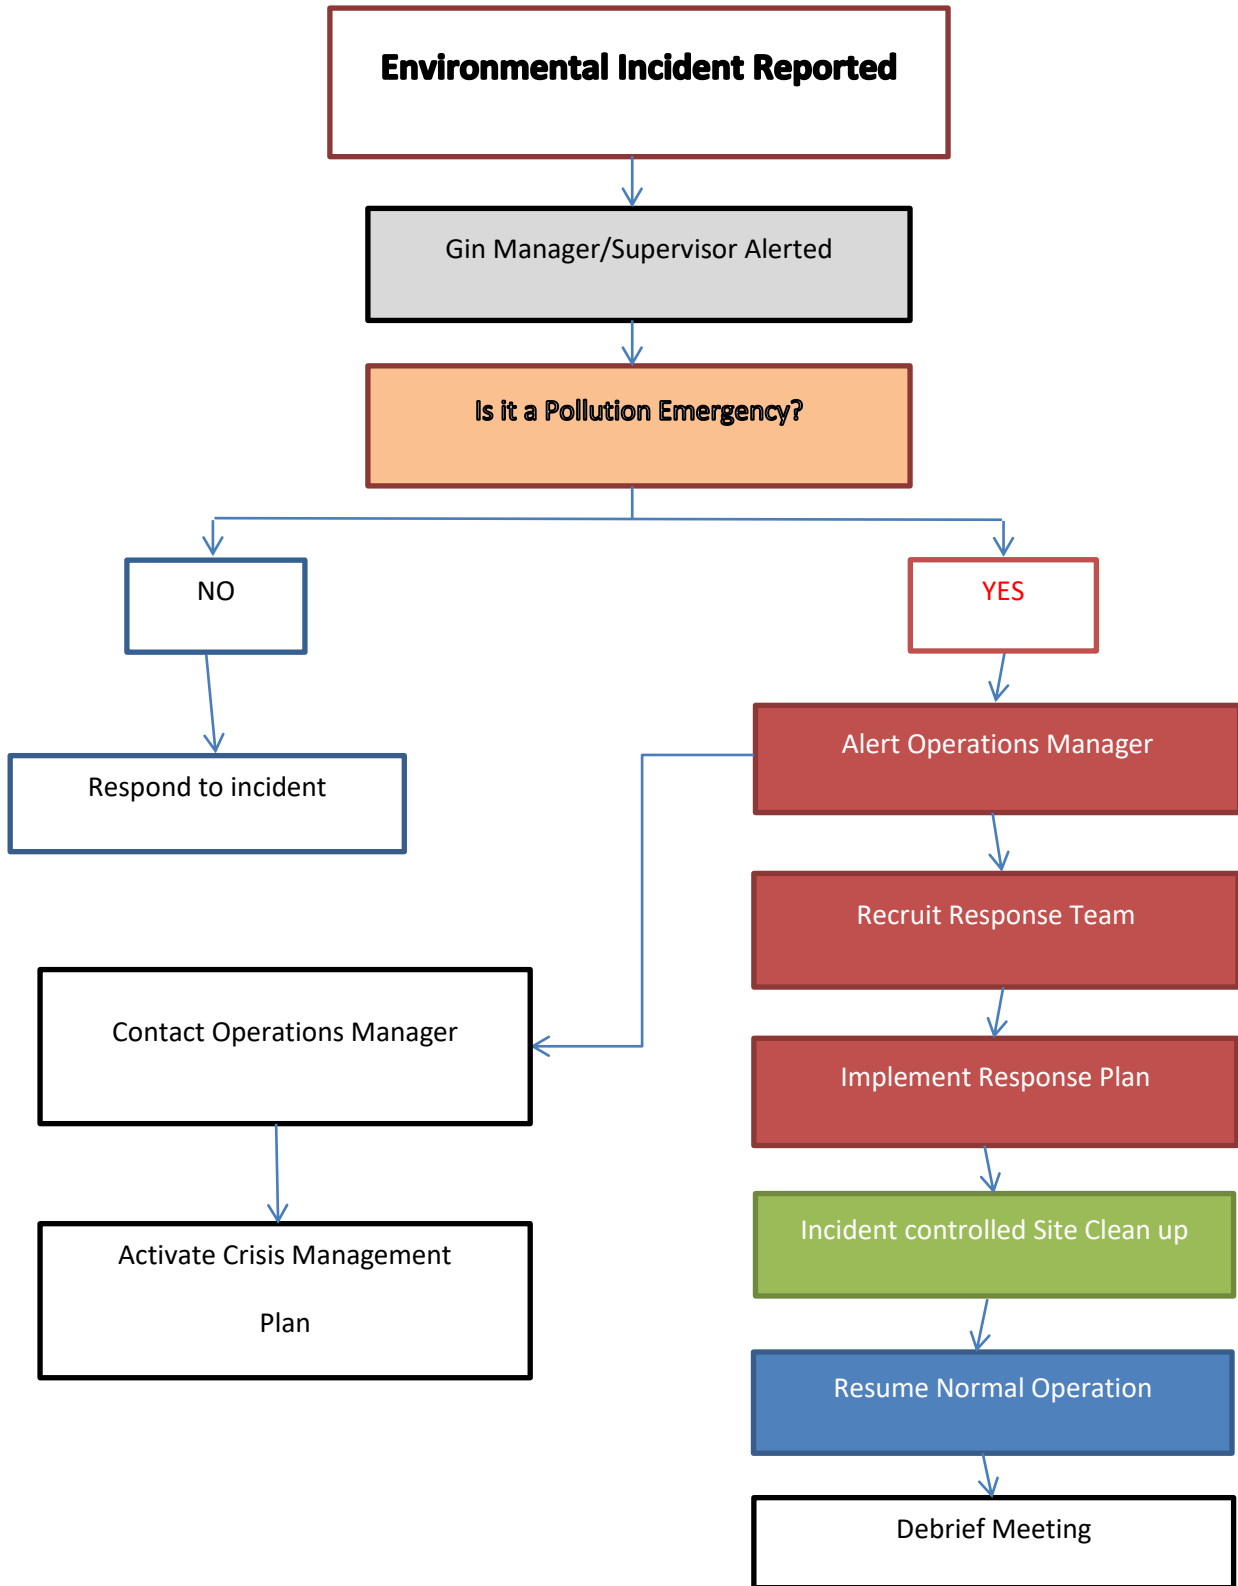 Environmental Incident Reported
Gin Manager/Supervisor Alerted
Is it a Pollution Emergency?
NO
YES
Alert Operations Manager
Respond to incident
Recruit Response Team
Contact Operations Manager
Implement Response Plan
Activate Crisis Management
Plan
Incident controlled Site Clean up
Resume Normal Operation
Debrief Meeting